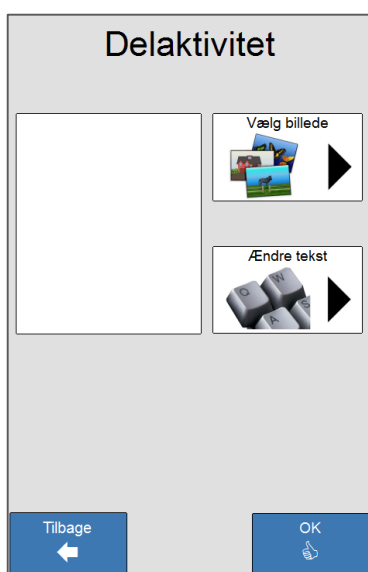 Delaktivitet
Vælg billede
Ændre tekst
Q
W
A
S
Tilbage
OK